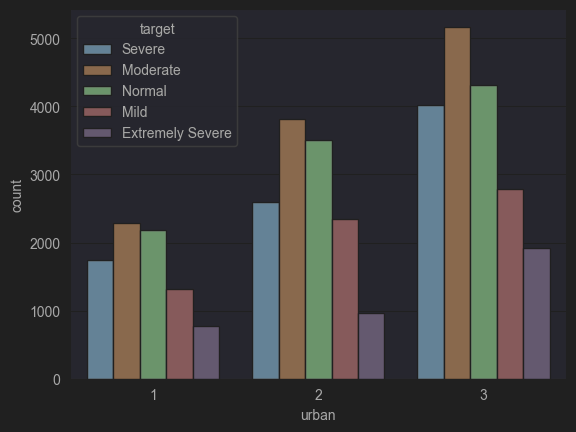 target
Severe
Moderate
Normal
Mild
Extremely Severe
5000
4000
3000
2000
1000
0
count
1
2
3
urban